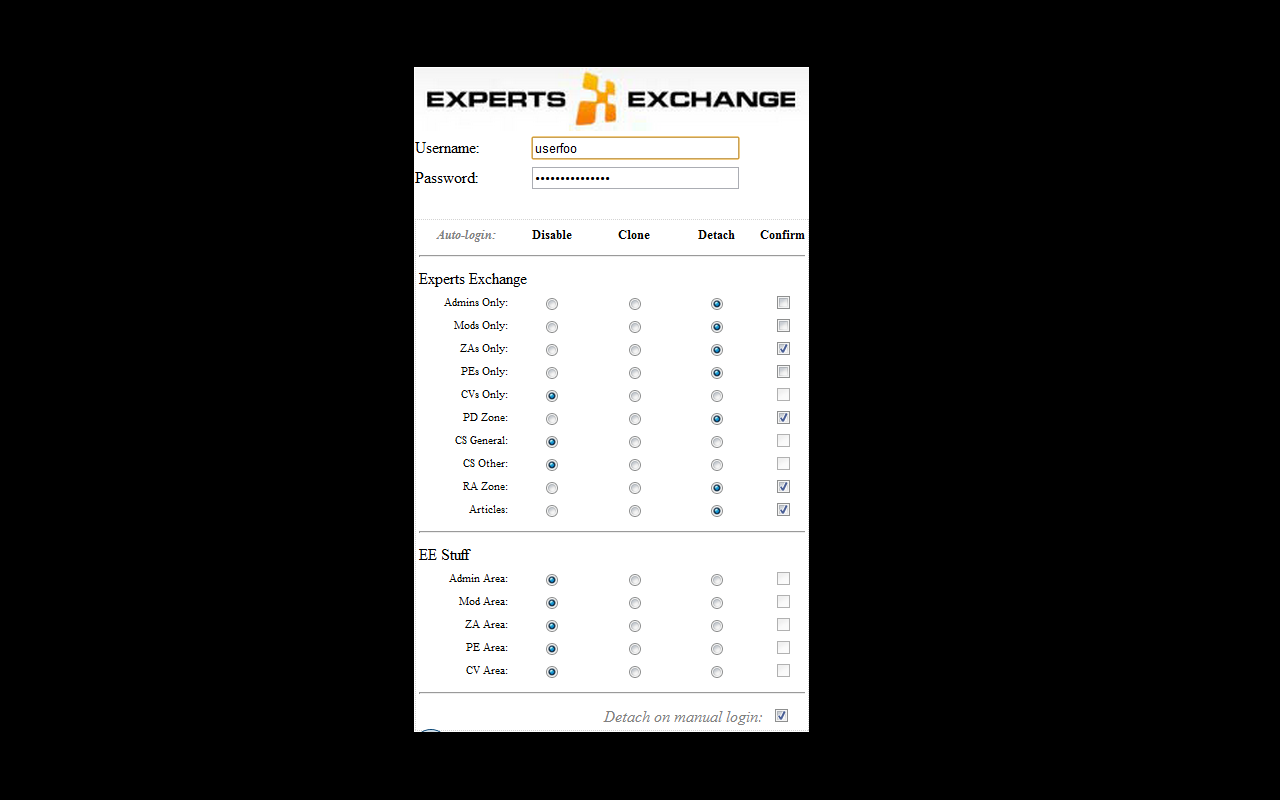 EXPERTS EXCHANGE
Username: userfoo
Password: •••••••••••••••
Auto-login: Disable Clone Detach Confirm
Experts Exchange
Admins Only:
Mods Only:
ZAs Only:
PEs Only:
CVs Only:
PD Zone:
CS General:
CS Other:
RA Zone:
Articles:
EE Stuff
Admin Area:
Mod Area:
ZA Area:
PE Area:
CV Area:
Detach on manual login: